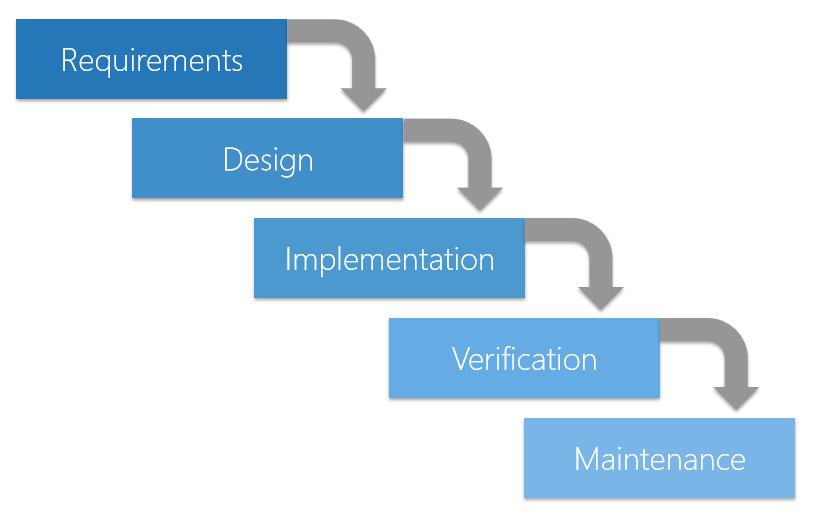 Requirements
Design
Implementation
Verification
Maintenance